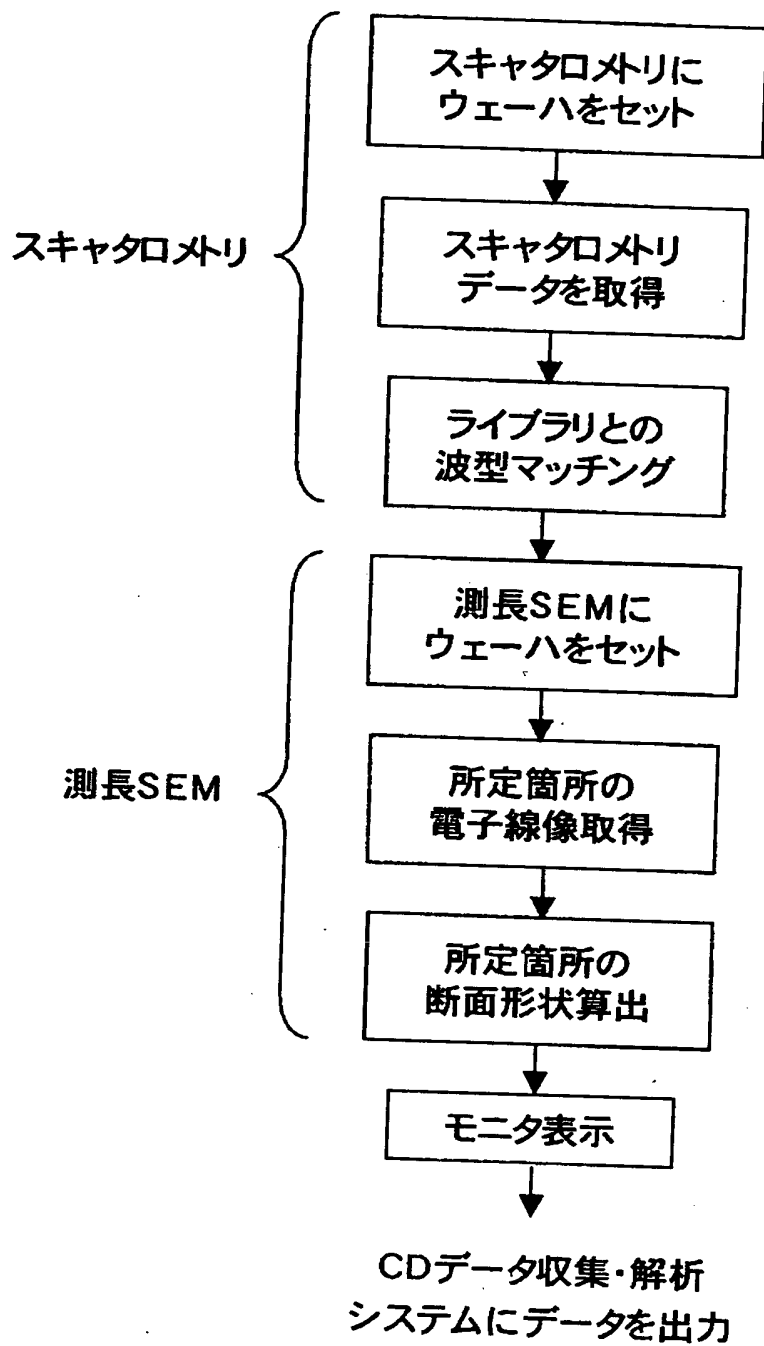 スキャタロメトリに
ウェーハをセット
スキャタロメトリ
スキャタロメトリ
データを取得
ライブラリとの
波型マッチング
測長SEMに
ウェーハをセット
測長SEM
所定箇所の
電子線像取得
所定箇所の
断面形状算出
モニタ表示
CDデータ収集・解析
システムにデータを出力